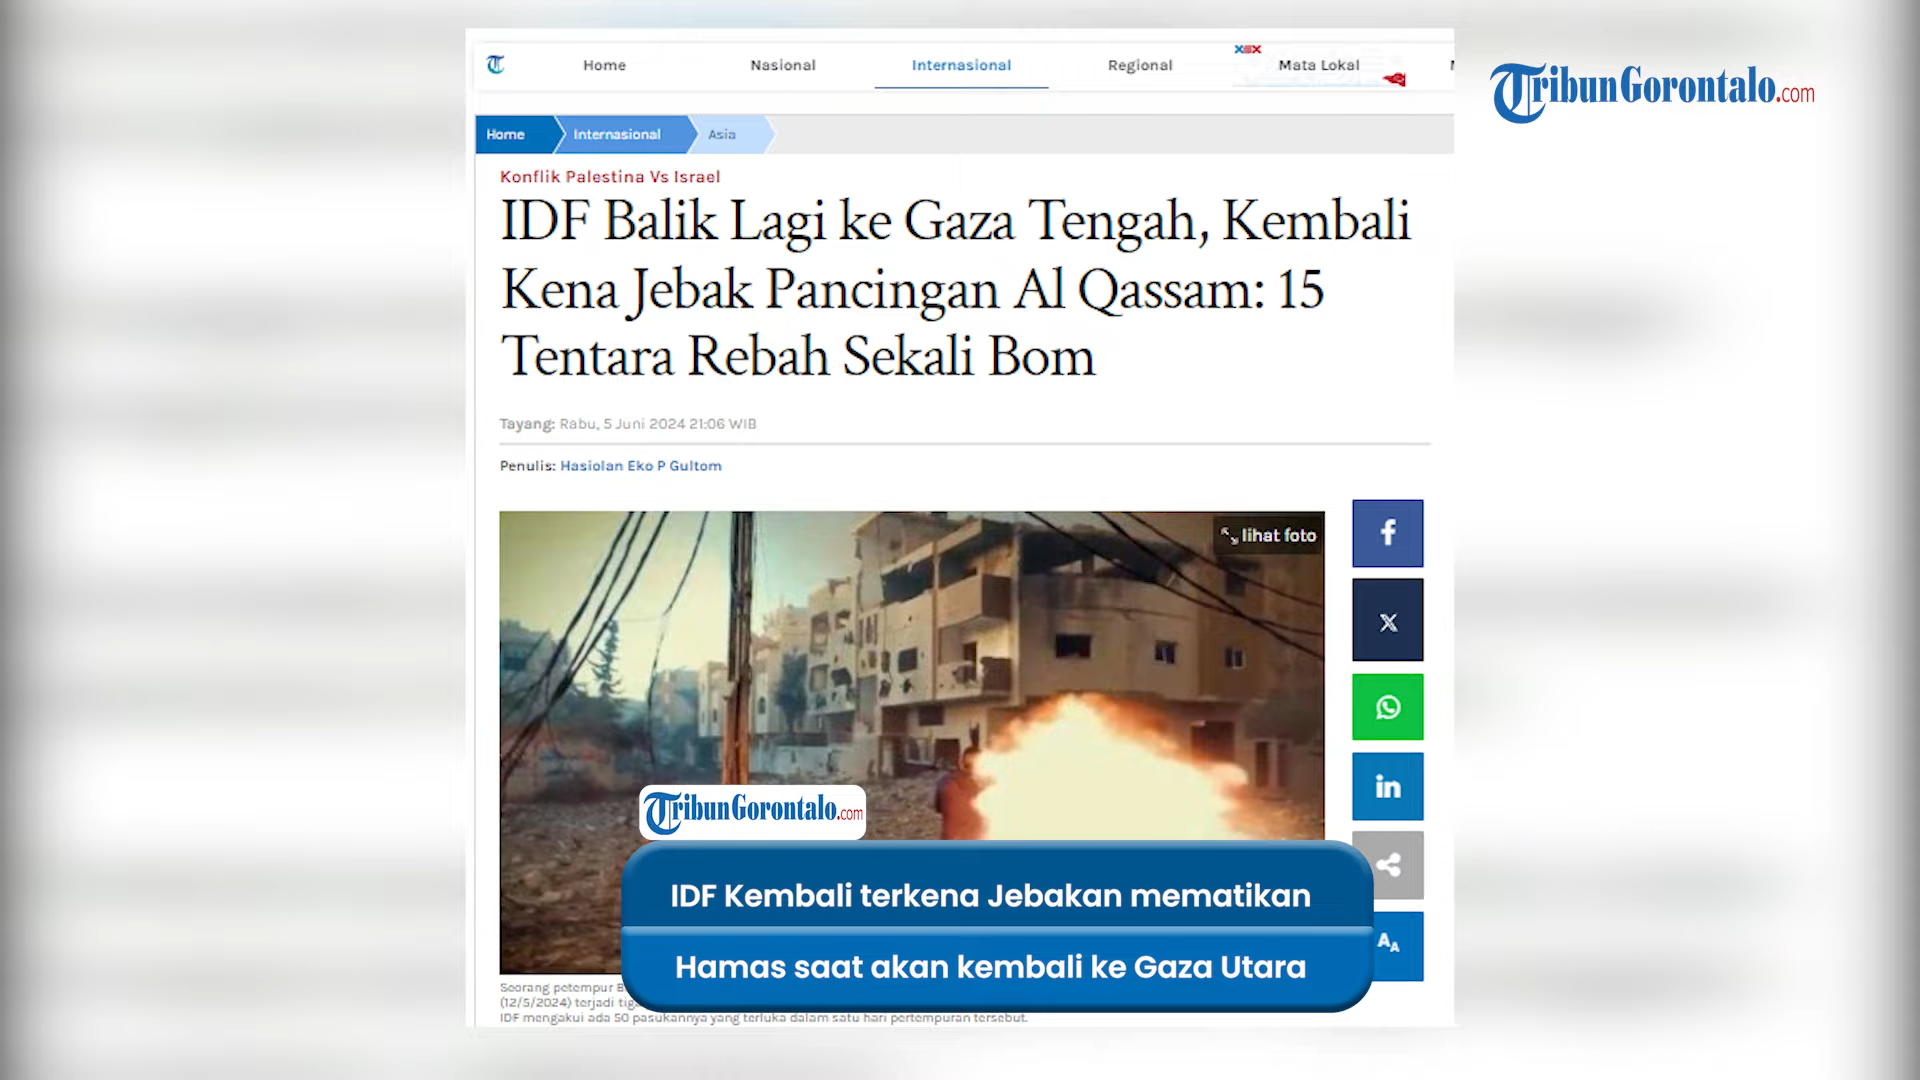 Home Nasional Internasional Regional Mata Lokal
TribunGorontalo.com
Home Internasional Asia
Konflik Palestina Vs Israel
IDF Balik Lagi ke Gaza Tengah, Kembali
Kena Jebak Pancingan Al Qassam: 15
Tentara Rebah Sekali Bom
Tayang: Rabu, 5 Juni 2024 21:06 WIB
Penulis: Hasiolan Eko P Gultom
lihat foto
TribunGorontalo.com
IDF Kembali terkena Jebakan mematikan
Hamas saat akan kembali ke Gaza Utara
Seorang petempur
(12/5/2024) terjadi
IDF mengakui ada 50 pasukannya yang terluka dalam satu hari pertempuran tersebut.